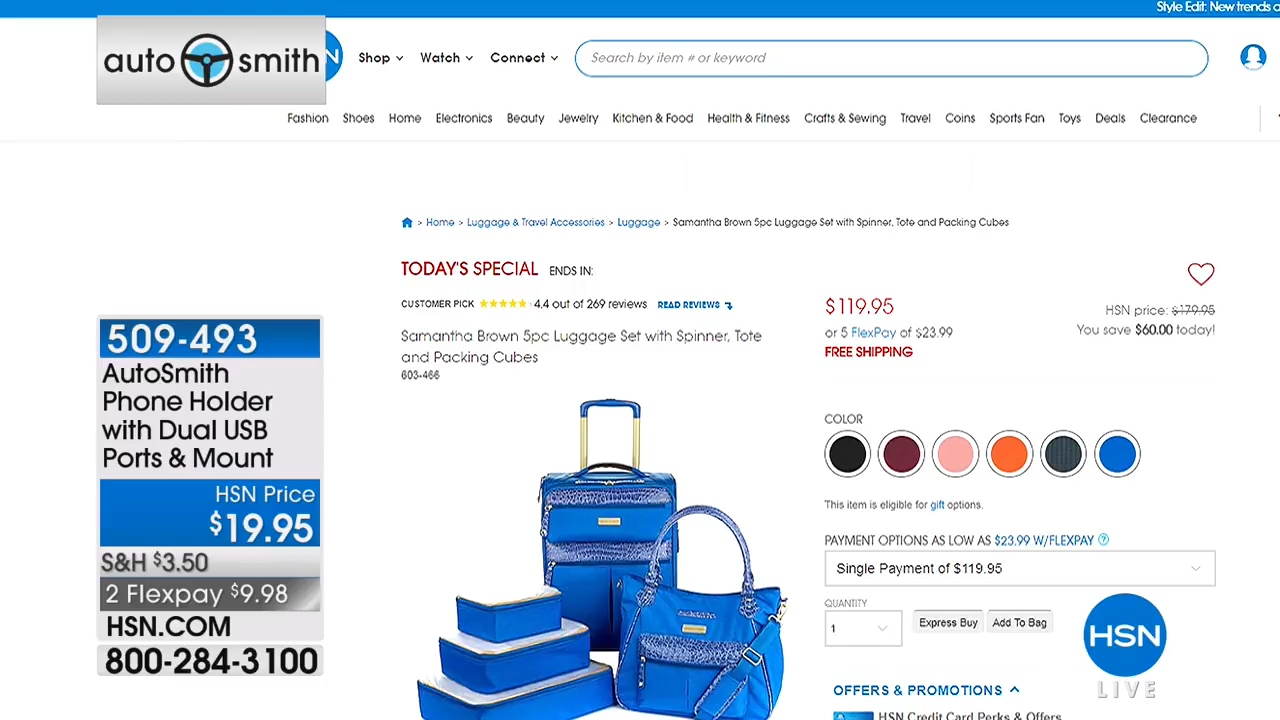 Style Edit: New trends
auto smith
Shop
Watch
Connect
Search by item # or keyword
Fashion Shoes Home Electronics Beauty Jewelry Kitchen & Food Health & Fitness Crafts & Sewing Travel Coins Sports Fan Toys Deals Clearance
> Home > Luggage & Travel Accessories > Luggage > Samantha Brown 5pc Luggage Set with Spinner, Tote and Packing Cubes
TODAY'S SPECIAL ENDS IN:
CUSTOMER PICK 4.4 out of 269 reviews READ REVIEWS
Samantha Brown 5pc Luggage Set with Spinner, Tote
and Packing Cubes
603-466
$119.95
or 5 FlexPay of $23.99
FREE SHIPPING
HSN price: $179.95
You save $60.00 today!
COLOR
This item is eligible for gift options.
PAYMENT OPTIONS AS LOW AS $23.99 W/FLEXPAY ?
Single Payment of $119.95
QUANTITY
1
Express Buy
Add To Bag
OFFERS & PROMOTIONS
HSN Credit Card Perks & Offers
509-493
AutoSmith
Phone Holder
with Dual USB
Ports & Mount
HSN Price
$19.95
S&H $3.50
2 Flexpay $9.98
HSN.COM
800-284-3100
HSN
LIVE